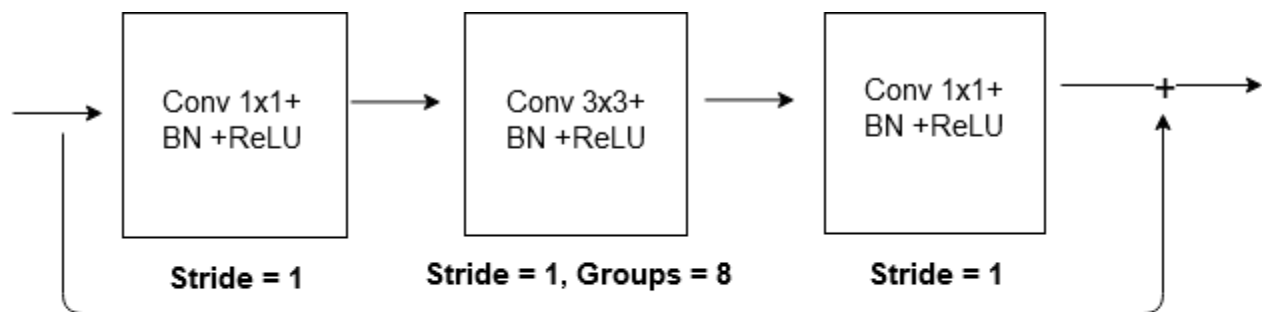 Conv 1x1+
BN +ReLU
Conv 3x3+
BN +ReLU
Conv 1x1+
BN +ReLU
+
Stride = 1
Stride = 1, Groups = 8
Stride = 1